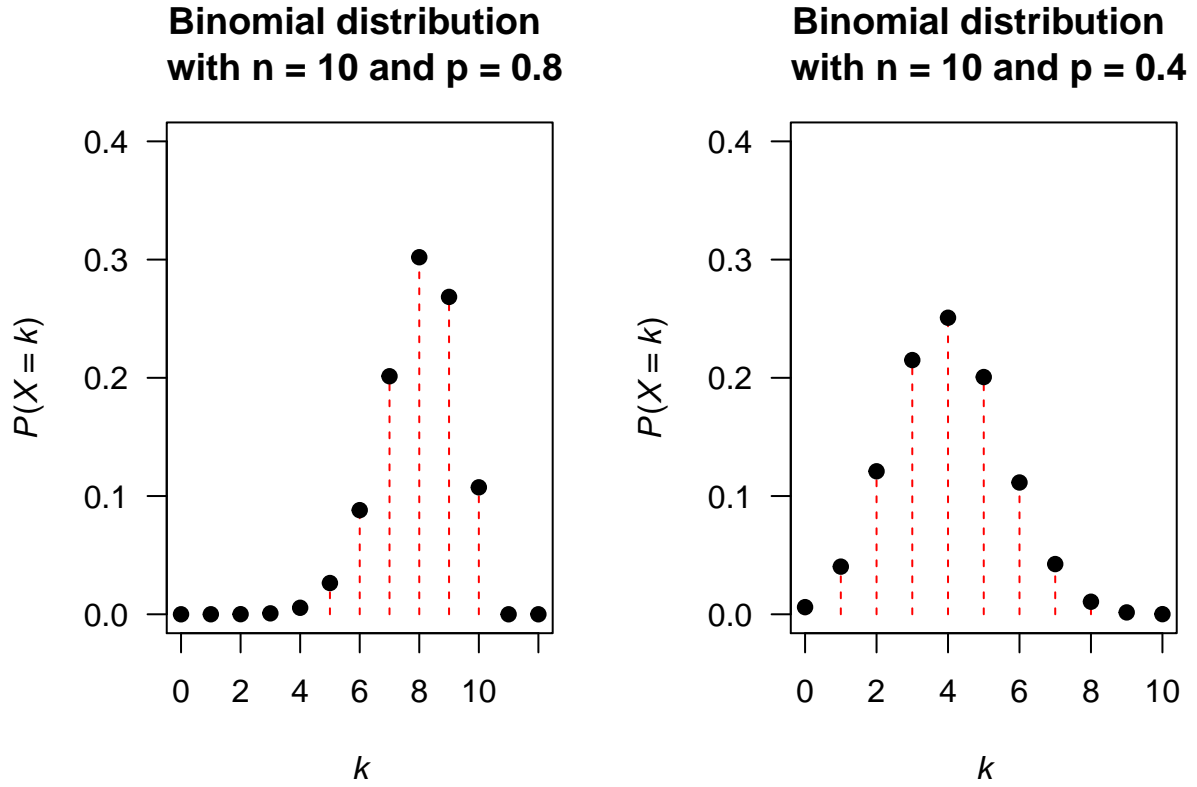 Binomial distribution
with n = 10 and p = 0.8
0.4
0.3
0.2
0.1
0.0
P(X = k)
0 2 4 6 8 10
k
Binomial distribution
with n = 10 and p = 0.4
0.4
0.3
0.2
0.1
0.0
P(X = k)
0 2 4 6 8 10
k